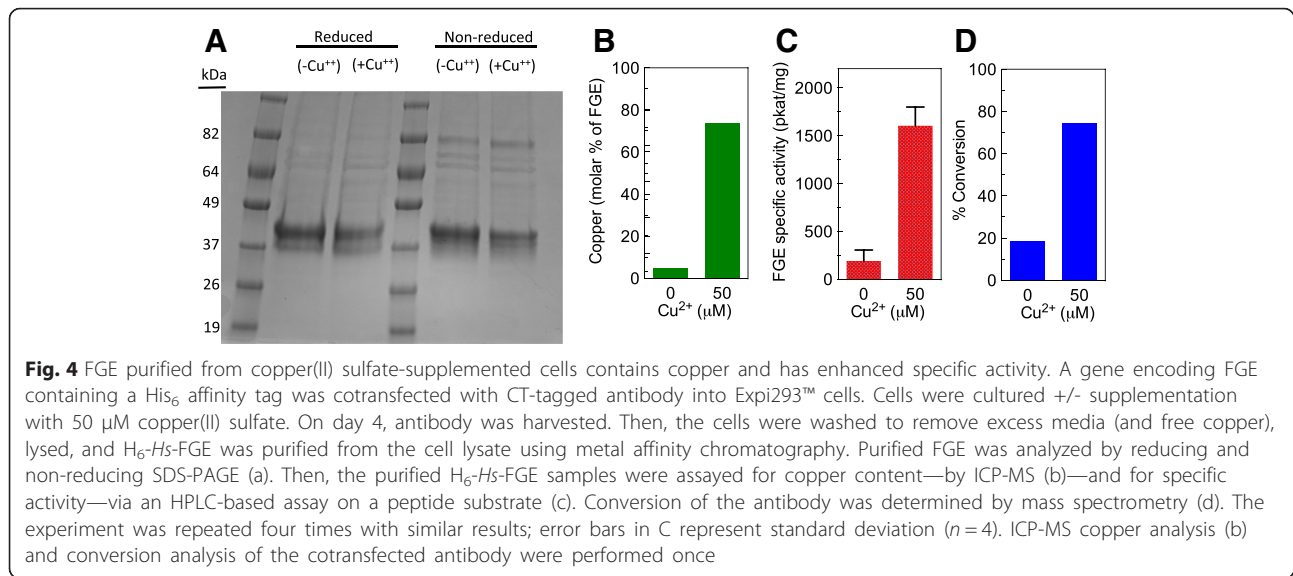 A
Reduced Non-reduced
(-Cu⁺⁺) (+Cu⁺⁺) (-Cu⁺⁺) (+Cu⁺⁺)
kDa
82
64
49
37
26
19
B
Copper (molar % of FGE)
100
80
60
40
20
0
0 50
Cu²⁺ (μM)
C
FGE specific activity (pkat/mg)
2000
1500
1000
500
0
0 50
Cu²⁺ (μM)
D
% Conversion
100
80
60
40
20
0
0 50
Cu²⁺ (μM)
Fig. 4 FGE purified from copper(II) sulfate-supplemented cells contains copper and has enhanced specific activity. A gene encoding FGE
containing a His₆ affinity tag was cotransfected with CT-tagged antibody into Expi293™ cells. Cells were cultured +/- supplementation
with 50 μM copper(II) sulfate. On day 4, antibody was harvested. Then, the cells were washed to remove excess media (and free copper),
lysed, and H₆-Hs-FGE was purified from the cell lysate using metal affinity chromatography. Purified FGE was analyzed by reducing and
non-reducing SDS-PAGE (a). Then, the purified H₆-Hs-FGE samples were assayed for copper content—by ICP-MS (b)—and for specific
activity—via an HPLC-based assay on a peptide substrate (c). Conversion of the antibody was determined by mass spectrometry (d). The
experiment was repeated four times with similar results; error bars in C represent standard deviation (n = 4). ICP-MS copper analysis (b)
and conversion analysis of the cotransfected antibody were performed once